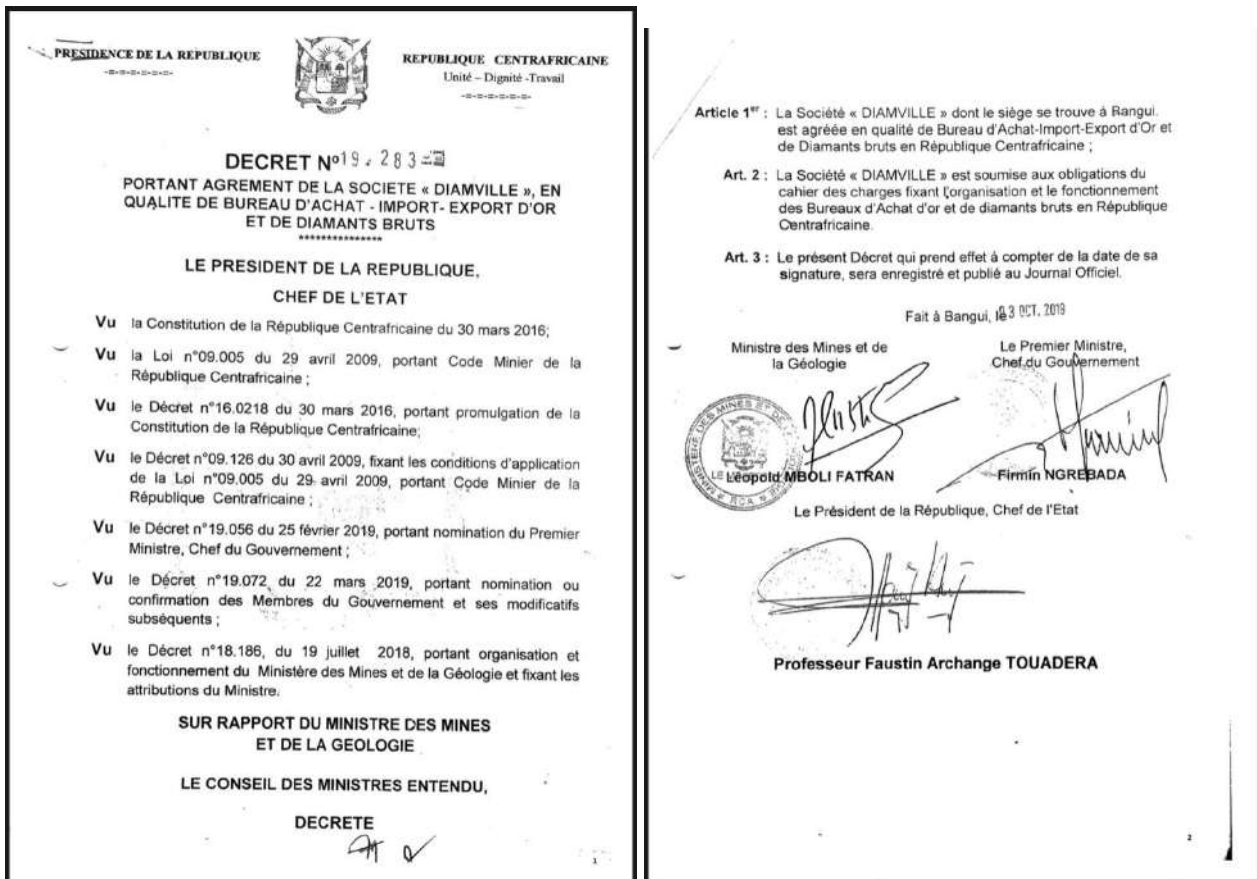 PRESIDENCE DE LA REPUBLIQUE
-=-=-=-=-=-
REPUBLIQUE CENTRAFRICAINE
Unité – Dignité -Travail
-=-=-=-=-=-
DECRET N°19.283
PORTANT AGREMENT DE LA SOCIETE « DIAMVILLE », EN
QUALITE DE BUREAU D'ACHAT - IMPORT- EXPORT D'OR
ET DE DIAMANTS BRUTS
***************
LE PRESIDENT DE LA REPUBLIQUE,
CHEF DE L'ETAT
Vu la Constitution de la République Centrafricaine du 30 mars 2016;
Vu la Loi n°09.005 du 29 avril 2009, portant Code Minier de la
République Centrafricaine ;
Vu le Décret n°16.0218 du 30 mars 2016, portant promulgation de la
Constitution de la République Centrafricaine;
Vu le Décret n°09.126 du 30 avril 2009, fixant les conditions d'application
de la Loi n°09.005 du 29 avril 2009, portant Code Minier de la
République Centrafricaine ;
Vu le Décret n°19.056 du 25 février 2019, portant nomination du Premier
Ministre, Chef du Gouvernement ;
Vu le Décret n°19.072, du 22 mars 2019, portant nomination ou
confirmation des Membres du Gouvernement et ses modificatifs
subséquents ;
Vu le Décret n°18.186, du 19 juillet 2018, portant organisation et
fonctionnement du Ministère des Mines et de la Géologie et fixant les
attributions du Ministre.
SUR RAPPORT DU MINISTRE DES MINES
ET DE LA GEOLOGIE
LE CONSEIL DES MINISTRES ENTENDU,
DECRETE
1
Article 1er : La Société « DIAMVILLE » dont le siège se trouve à Bangui.
est agréée en qualité de Bureau d'Achat-Import-Export d'Or et
de Diamants bruts en République Centrafricaine ;
Art. 2 : La Société « DIAMVILLE » est soumise aux obligations du
cahier des charges fixant l'organisation et le fonctionnement
des Bureaux d'Achat d'or et de diamants bruts en République
Centrafricaine.
Art. 3 : Le présent Décret qui prend effet à compter de la date de sa
signature, sera enregistré et publié au Journal Officiel.
Fait à Bangui, le 3 OCT. 2019
Ministre des Mines et de
la Géologie
Le Premier Ministre,
Chef du Gouvernement
MINISTERE DES MINES ET DE
RCA
Léopold MBOLI FATRAN
Firmin NGREBADA
Le Président de la République, Chef de l'Etat
Professeur Faustin Archange TOUADERA
2